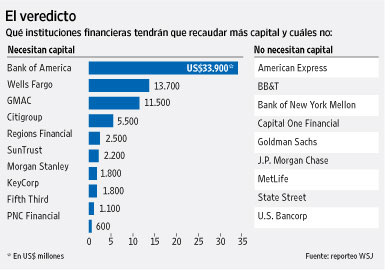 El veredicto
Qué instituciones financieras tendrán que recaudar más capital y cuáles no:
Necesitan capital
Bank of America US$33.900*
Wells Fargo 13.700
GMAC 11.500
Citigroup 5.500
Regions Financial 2.500
SunTrust 2.200
Morgan Stanley 1.800
KeyCorp 1.800
Fifth Third 1.100
PNC Financial 600
0 5 10 15 20 25 30 35
* En US$ millones
No necesitan capital
American Express
BB&T
Bank of New York Mellon
Capital One Financial
Goldman Sachs
J.P. Morgan Chase
MetLife
State Street
U.S. Bancorp
Fuente: reporteo WSJ